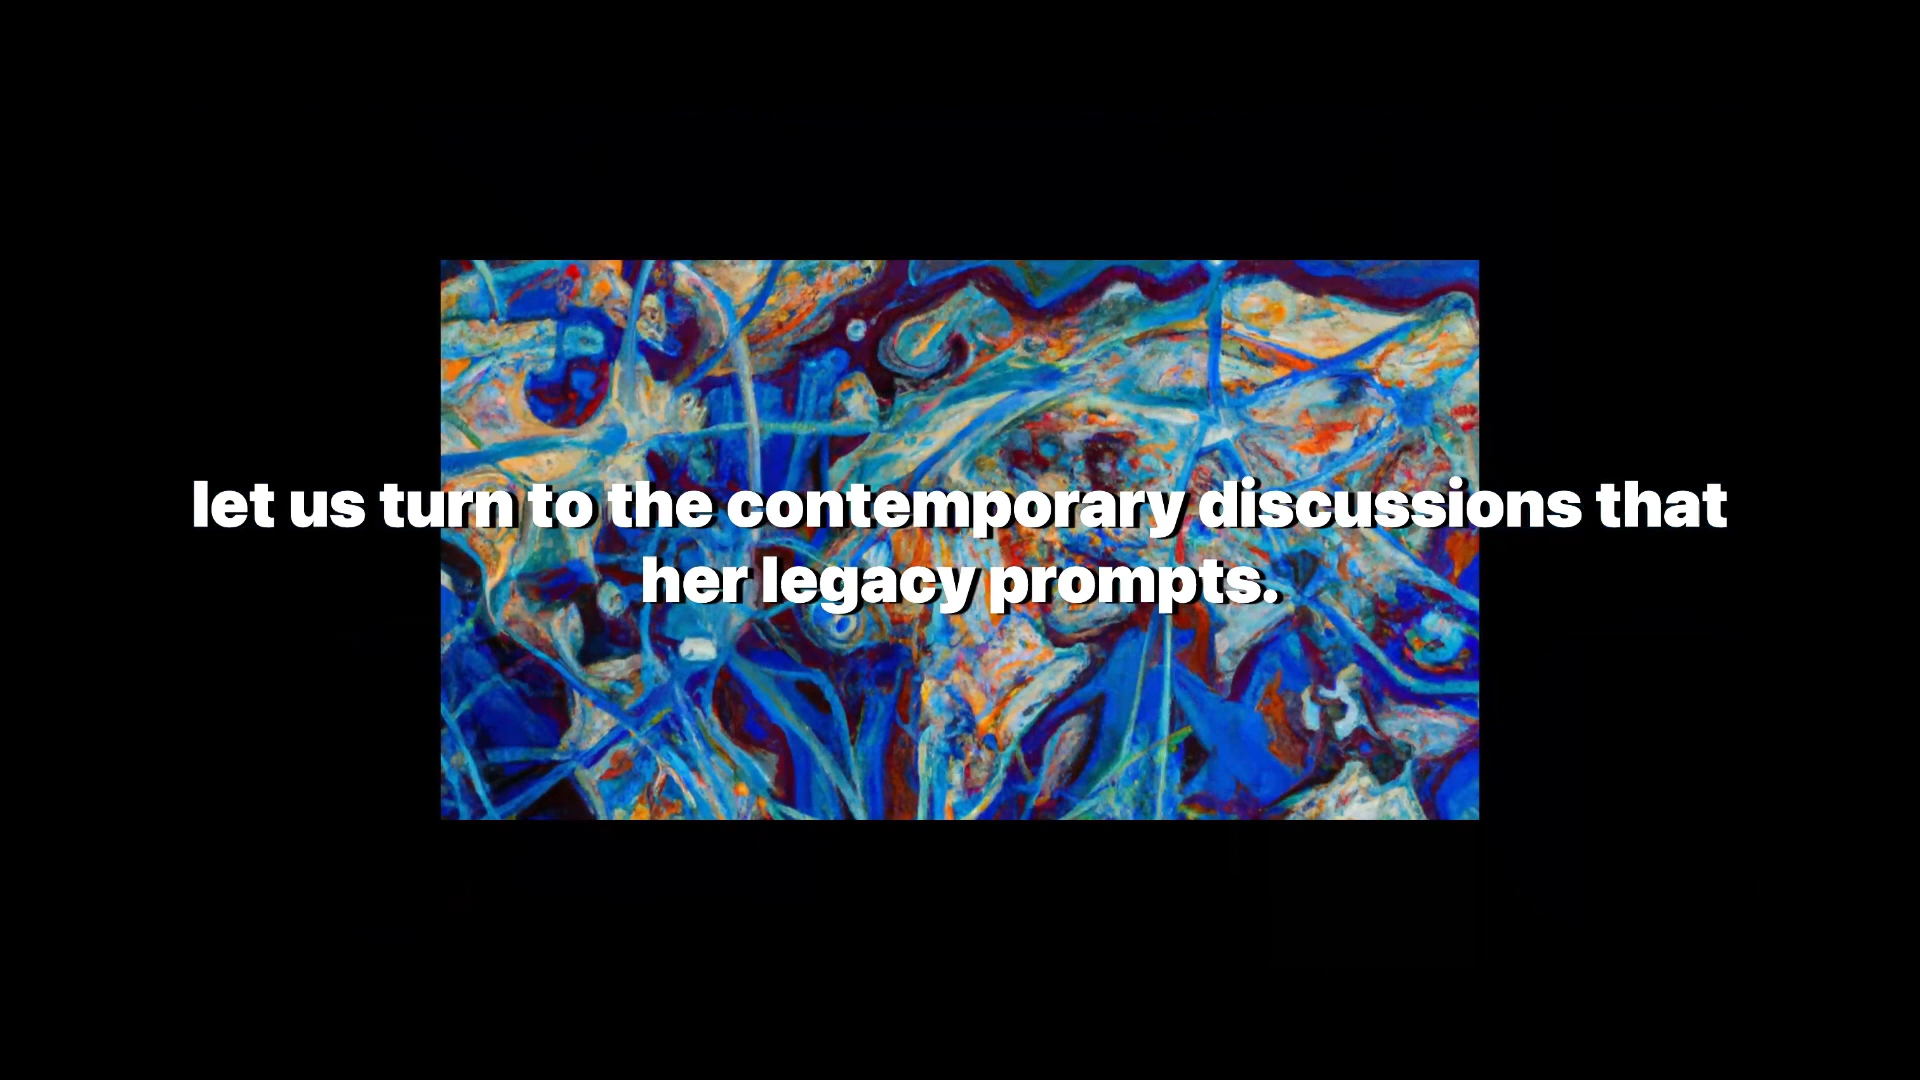 let us turn to the contemporary discussions that
her legacy prompts.